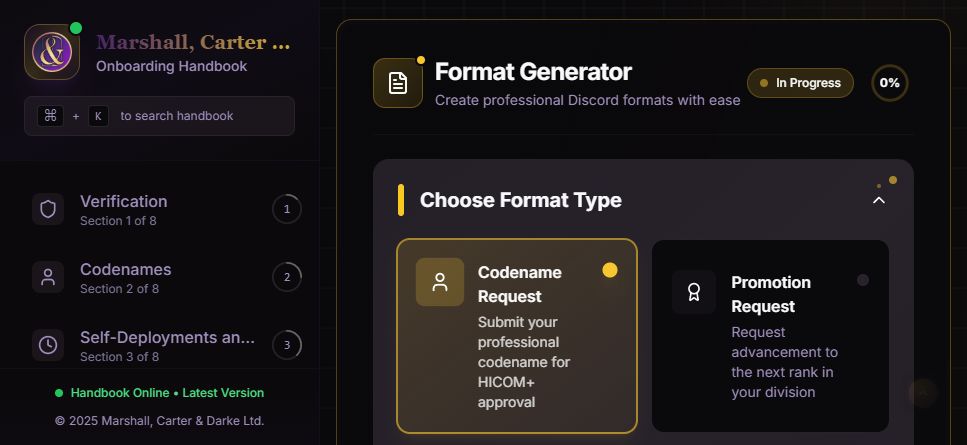 Marshall, Carter ...
Onboarding Handbook
⌘ + K to search handbook
Verification
Section 1 of 8
1
Codenames
Section 2 of 8
2
Self-Deployments an...
Section 3 of 8
3
Handbook Online • Latest Version
© 2025 Marshall, Carter & Darke Ltd.
Format Generator
Create professional Discord formats with ease
In Progress
0%
Choose Format Type
Codename
Request
Submit your
professional
codename for
HICOM+
approval
Promotion
Request
Request
advancement to
the next rank in
your division